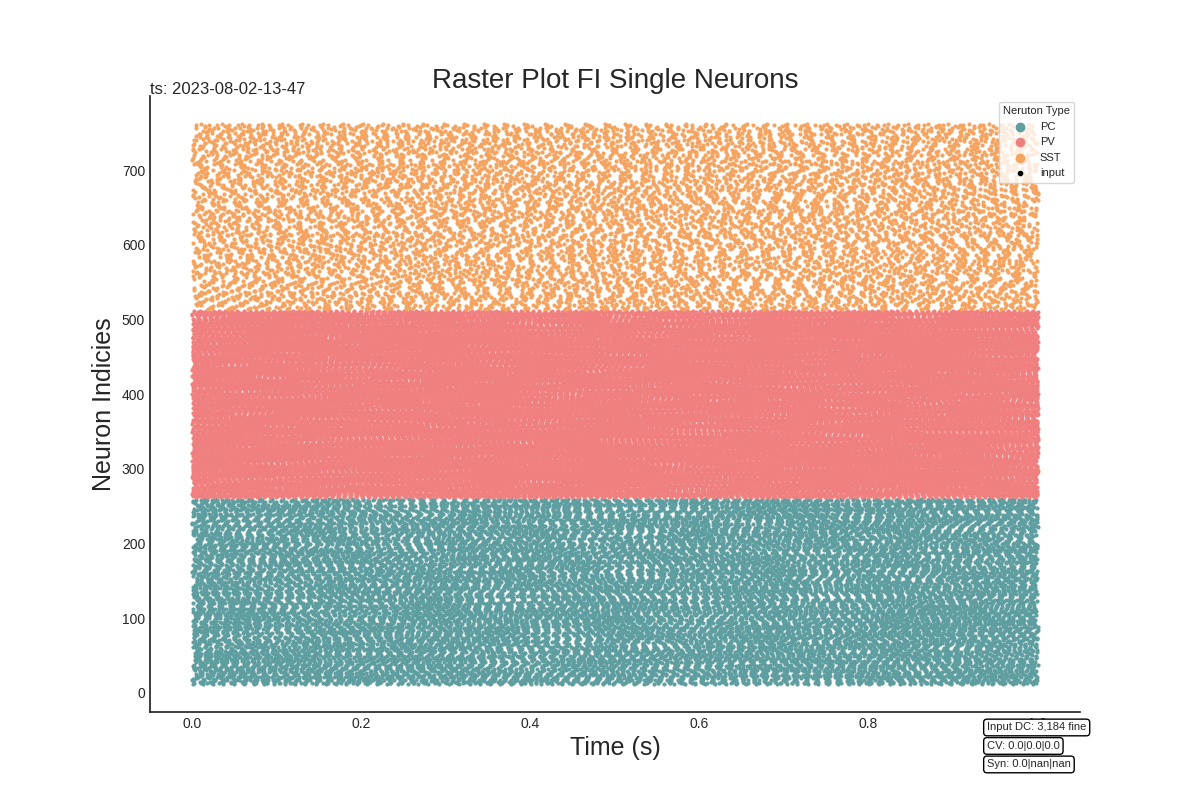 Raster Plot FI Single Neurons
ts: 2023-08-02-13-47
Neruton Type
PC
PV
SST
input
Neuron Indicies
700
600
500
400
300
200
100
0
0.0 0.2 0.4 0.6 0.8
Time (s)
Input DC: 3,184 fine
CV: 0.0|0.0|0.0
Syn: 0.0|nan|nan